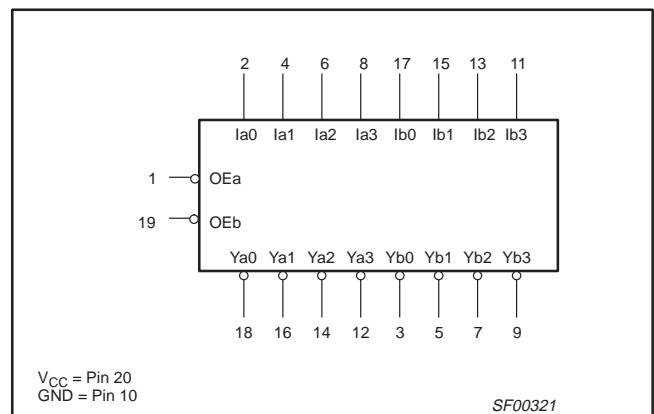 2 4 6 8 17 15 13 11
Ia0 Ia1 Ia2 Ia3 Ib0 Ib1 Ib2 Ib3
1 OEa
19 OEb
Ya0 Ya1 Ya2 Ya3 Yb0 Yb1 Yb2 Yb3
18 16 14 12 3 5 7 9
VCC = Pin 20
GND = Pin 10
SF00321